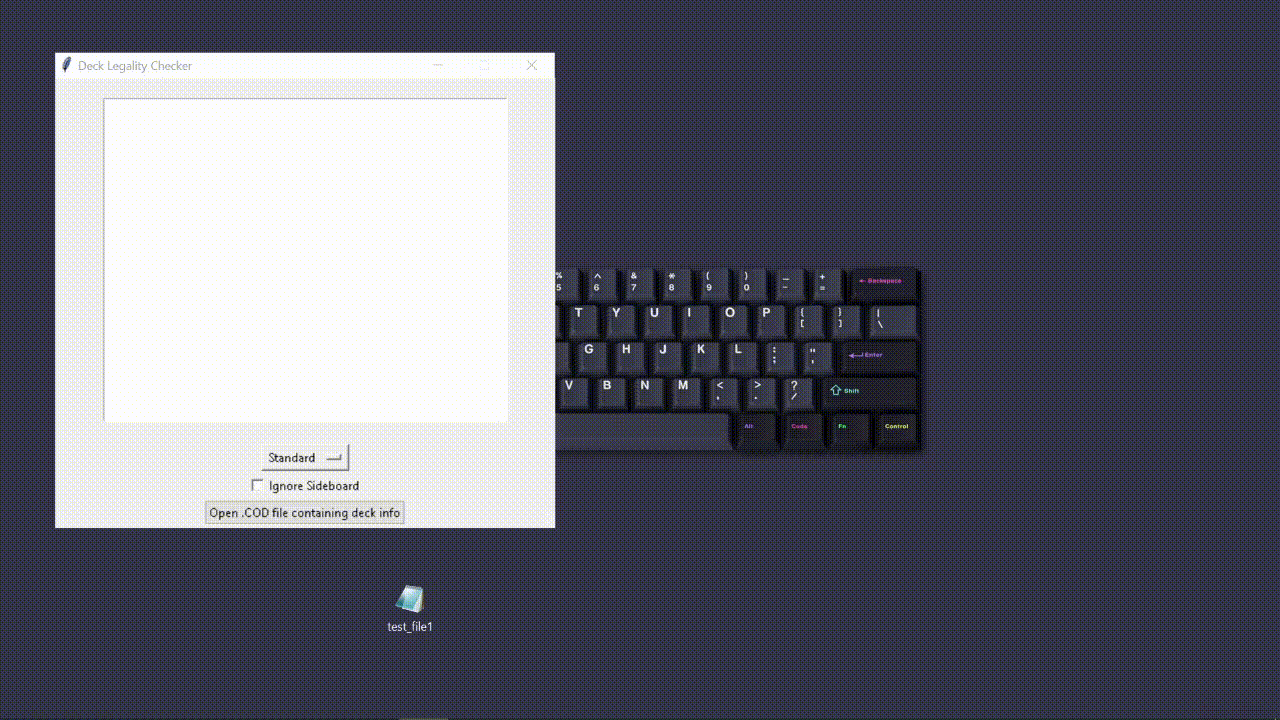 Deck Legality Checker
Standard
Ignore Sideboard
Open .COD file containing deck info
% ^ & * ( ) _ +
5 6 7 8 9 0 - =
← Backspace
T Y U I O P { } |
[ ] \
G H J K L : "
; '
Enter
V B N M < > ?
, . /
Shift
Alt Code Fn Control
test_file1